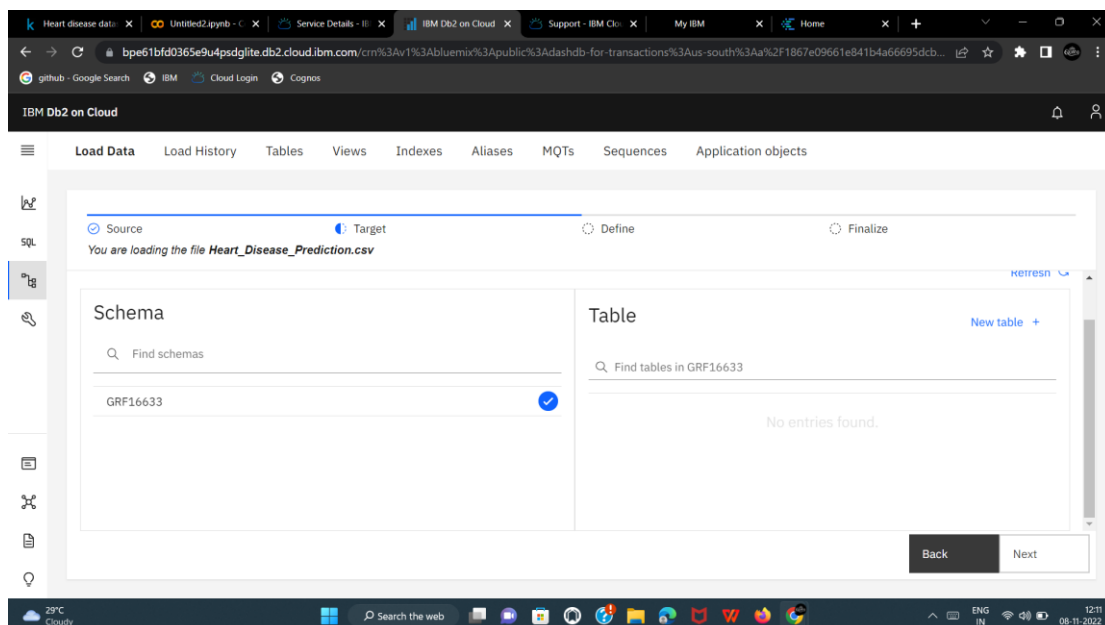 Heart disease data: Untitled2.ipynb - C Service Details - IB IBM Db2 on Cloud Support - IBM Clou My IBM Home
bpe61bfd0365e9u4psdglite.db2.cloud.ibm.com/crn%3Av1%3Abluemix%3Apublic%3Adashdb-for-transactions%3Aus-south%3Aa%2F1867e09661e841b4a66695dcb...
github - Google Search IBM Cloud Login Cognos
IBM Db2 on Cloud
Load Data Load History Tables Views Indexes Aliases MQTs Sequences Application objects
Source Target Define Finalize
You are loading the file Heart_Disease_Prediction.csv
SQL
Refresh
Schema Table
New table +
Find schemas
Find tables in GRF16633
GRF16633
No entries found.
Back Next
29°C
Cloudy
Search the web
ENG
IN
12:11
08-11-2022